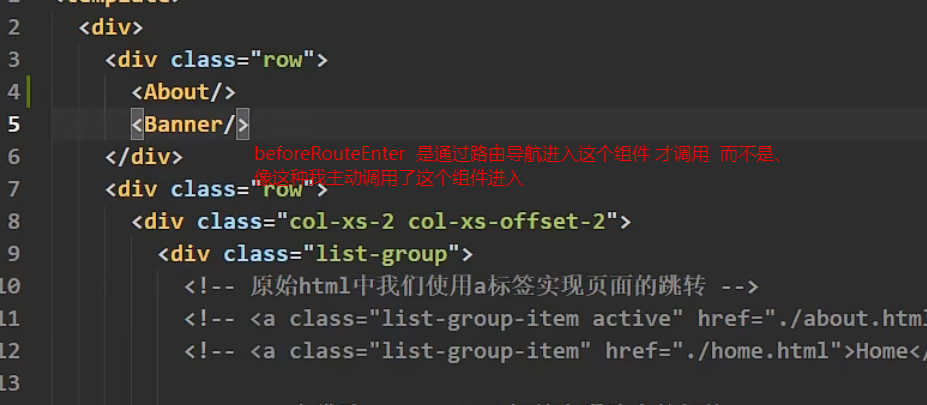 2 <div>
3 <div class="row">
4 <About/>
5 <Banner/>
6 </div>
beforeRouteEnter 是通过路由导航进入这个组件 才调用 而不是、
像这种我主动调用了这个组件进入
7 <div class="row">
8 <div class="col-xs-2 col-xs-offset-2">
9 <div class="list-group">
10 <!-- 原始html中我们使用a标签实现页面的跳转 -->
11 <!-- <a class="list-group-item active" href="./about.html
12 <!-- <a class="list-group-item" href="./home.html">Home</
13